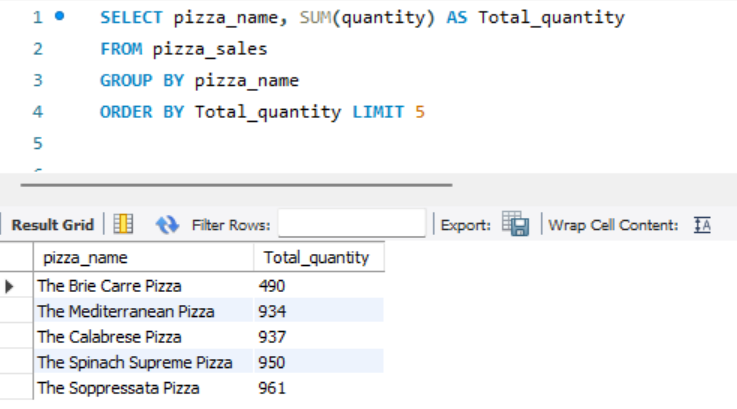 1 SELECT pizza_name, SUM(quantity) AS Total_quantity
2 FROM pizza_sales
3 GROUP BY pizza_name
4 ORDER BY Total_quantity LIMIT 5
5
Result Grid Filter Rows: Export: Wrap Cell Content: IA
pizza_name Total_quantity
The Brie Carre Pizza 490
The Mediterranean Pizza 934
The Calabrese Pizza 937
The Spinach Supreme Pizza 950
The Soppressata Pizza 961